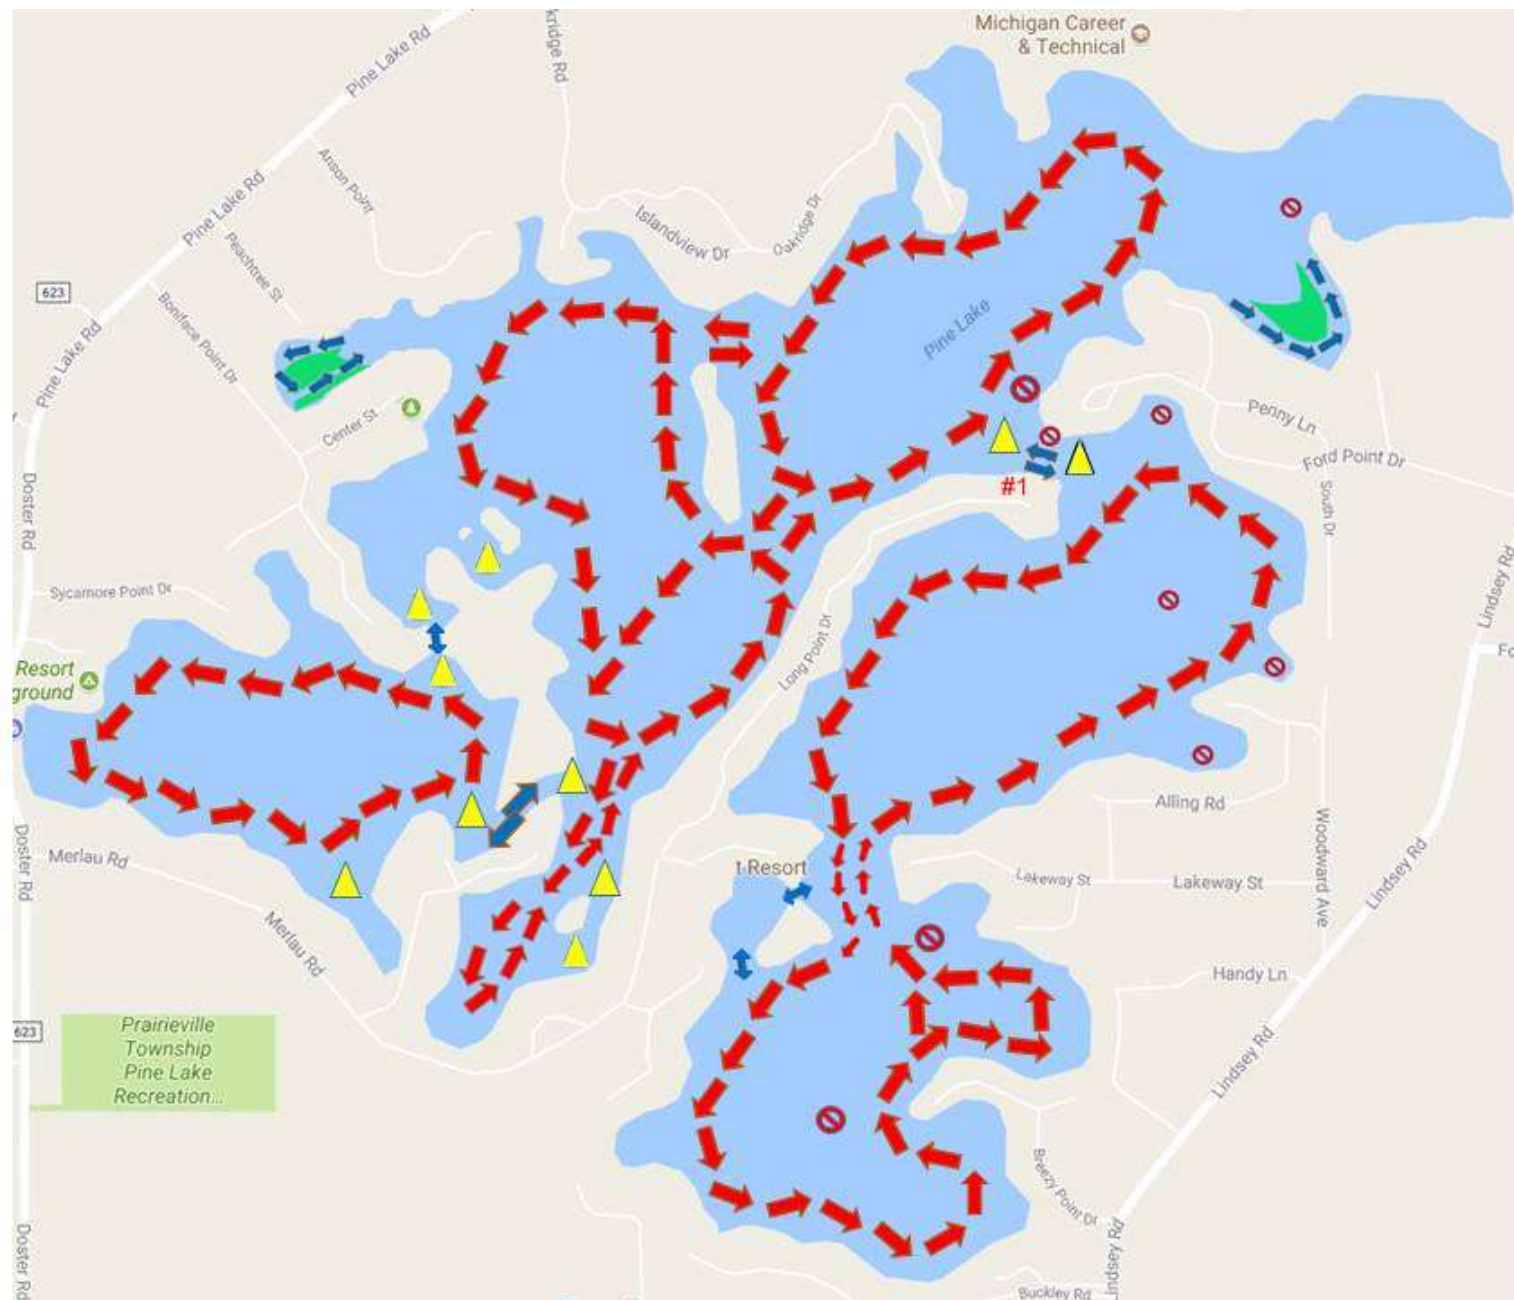 Michigan Career
& Technical
Pine Lake Rd
kridge Rd
Pine Lake Rd
Anson Point
Islandview Dr
Oakridge Dr
Peachtree St
623
Boniface Point Dr
Pine Lake Rd
Pine Lake
Center St
Penny Ln
Ford Point Dr
#1
South Dr
Doster Rd
Lindsey Rd
Sycamore Point Dr
Long Point Dr
Fo
Resort
ground
Alling Rd
Woodward Ave
Doster Rd
Merlau Rd
t Resort
Lakeway St
Lakeway St
Lindsey Rd
Merlau Rd
Handy Ln
623
Prairieville
Township
Pine Lake
Recreation...
Lindsey Rd
Breezy Point Dr
Doster Rd
Lindsey Rd
Buckley Rd